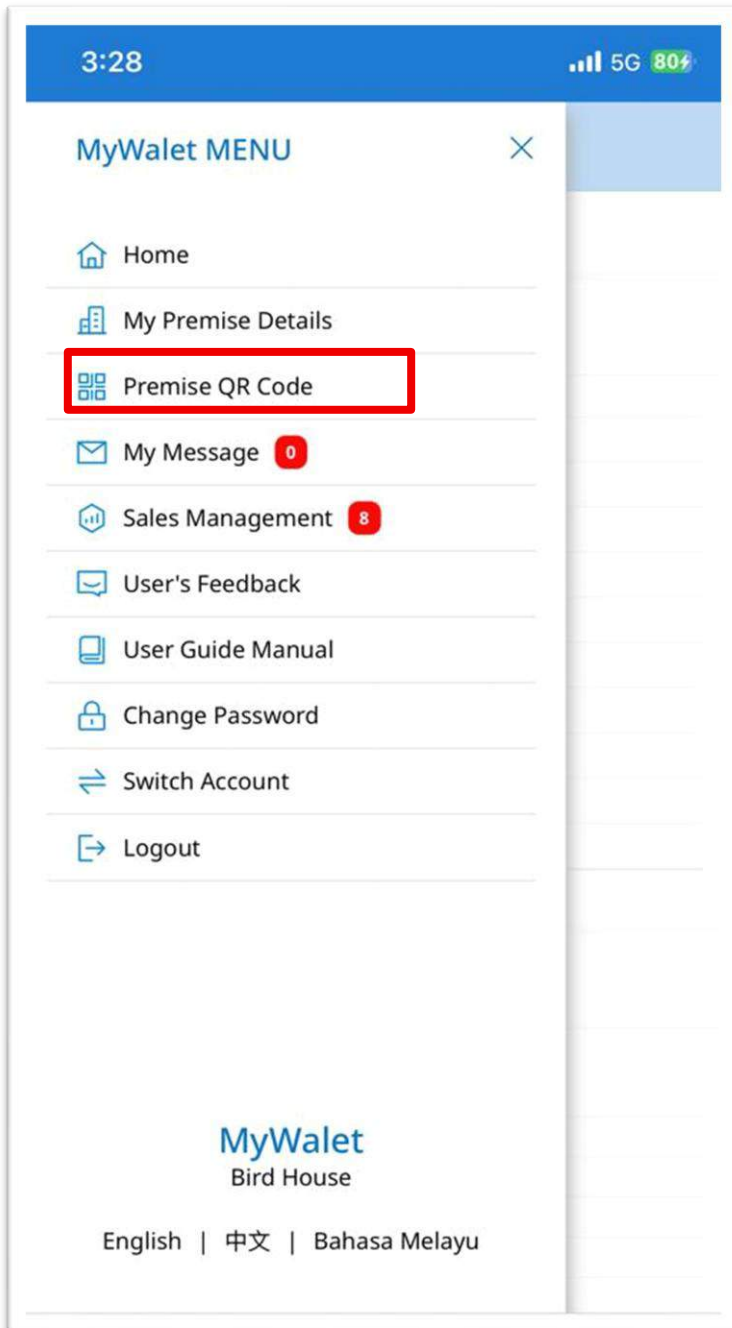 3:28 5G 80
MyWalet MENU
Home
My Premise Details
Premise QR Code
My Message 0
Sales Management 8
User's Feedback
User Guide Manual
Change Password
Switch Account
Logout
MyWalet
Bird House
English | 中文 | Bahasa Melayu